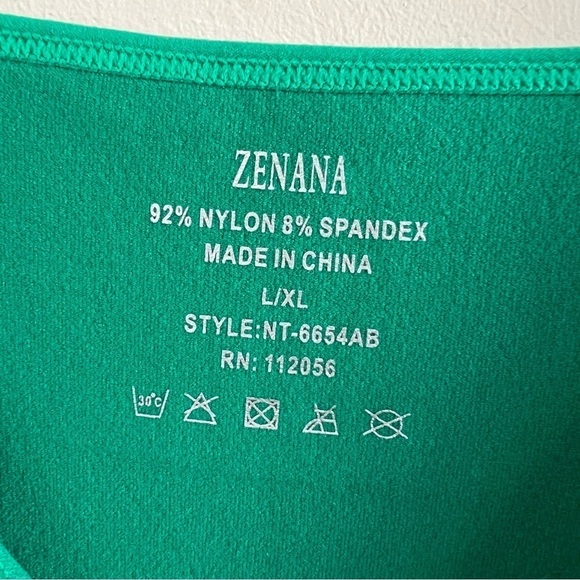 ZENANA
92% NYLON 8% SPANDEX
MADE IN CHINA
L/XL
STYLE:NT-6654AB
RN: 112056
30°C